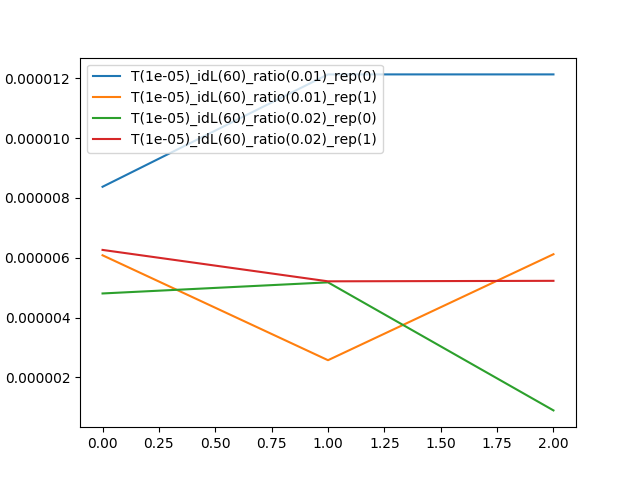 T(1e-05)_idL(60)_ratio(0.01)_rep(0)
T(1e-05)_idL(60)_ratio(0.01)_rep(1)
T(1e-05)_idL(60)_ratio(0.02)_rep(0)
T(1e-05)_idL(60)_ratio(0.02)_rep(1)
0.000012
0.000010
0.000008
0.000006
0.000004
0.000002
0.00 0.25 0.50 0.75 1.00 1.25 1.50 1.75 2.00